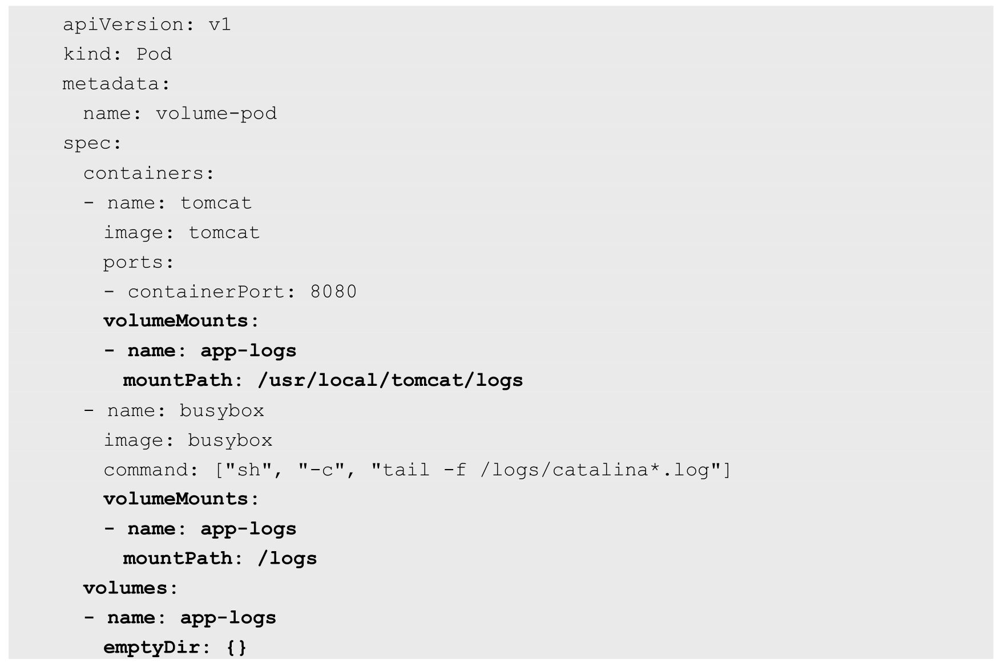 apiVersion: v1
kind: Pod
metadata:
  name: volume-pod
spec:
  containers:
  - name: tomcat
    image: tomcat
    ports:
    - containerPort: 8080
    volumeMounts:
    - name: app-logs
      mountPath: /usr/local/tomcat/logs
  - name: busybox
    image: busybox
    command: ["sh", "-c", "tail -f /logs/catalina*.log"]
    volumeMounts:
    - name: app-logs
      mountPath: /logs
  volumes:
  - name: app-logs
    emptyDir: {}